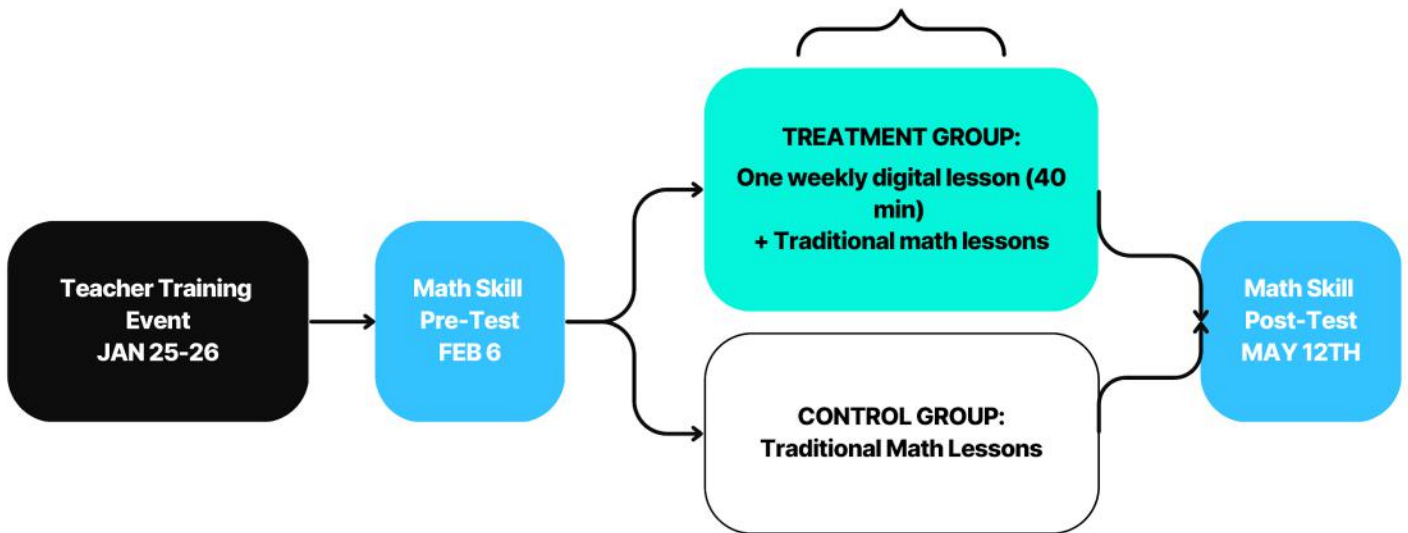 Teacher Training
Event
JAN 25-26
Math Skill
Pre-Test
FEB 6
TREATMENT GROUP:
One weekly digital lesson (40
min)
+ Traditional math lessons
CONTROL GROUP:
Traditional Math Lessons
Math Skill
Post-Test
MAY 12TH